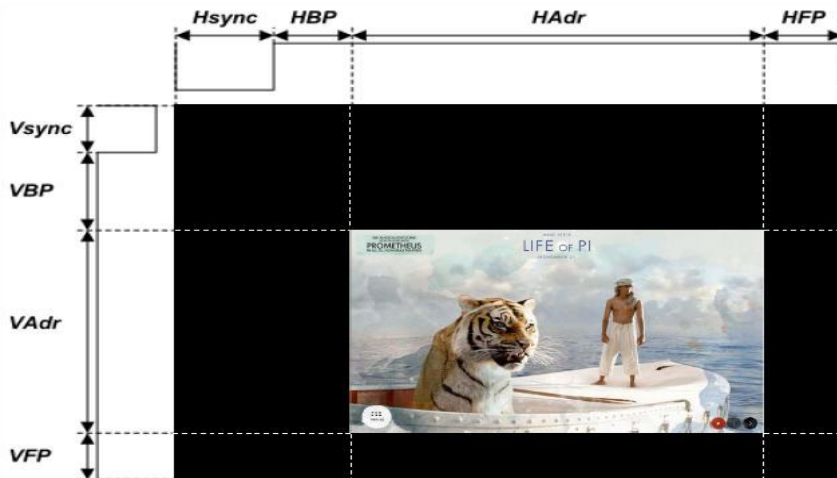 Hsync HBP HAdr HFP
Vsync
VBP
VAdr
VFP
PROMETHEUS
LIFE OF PI